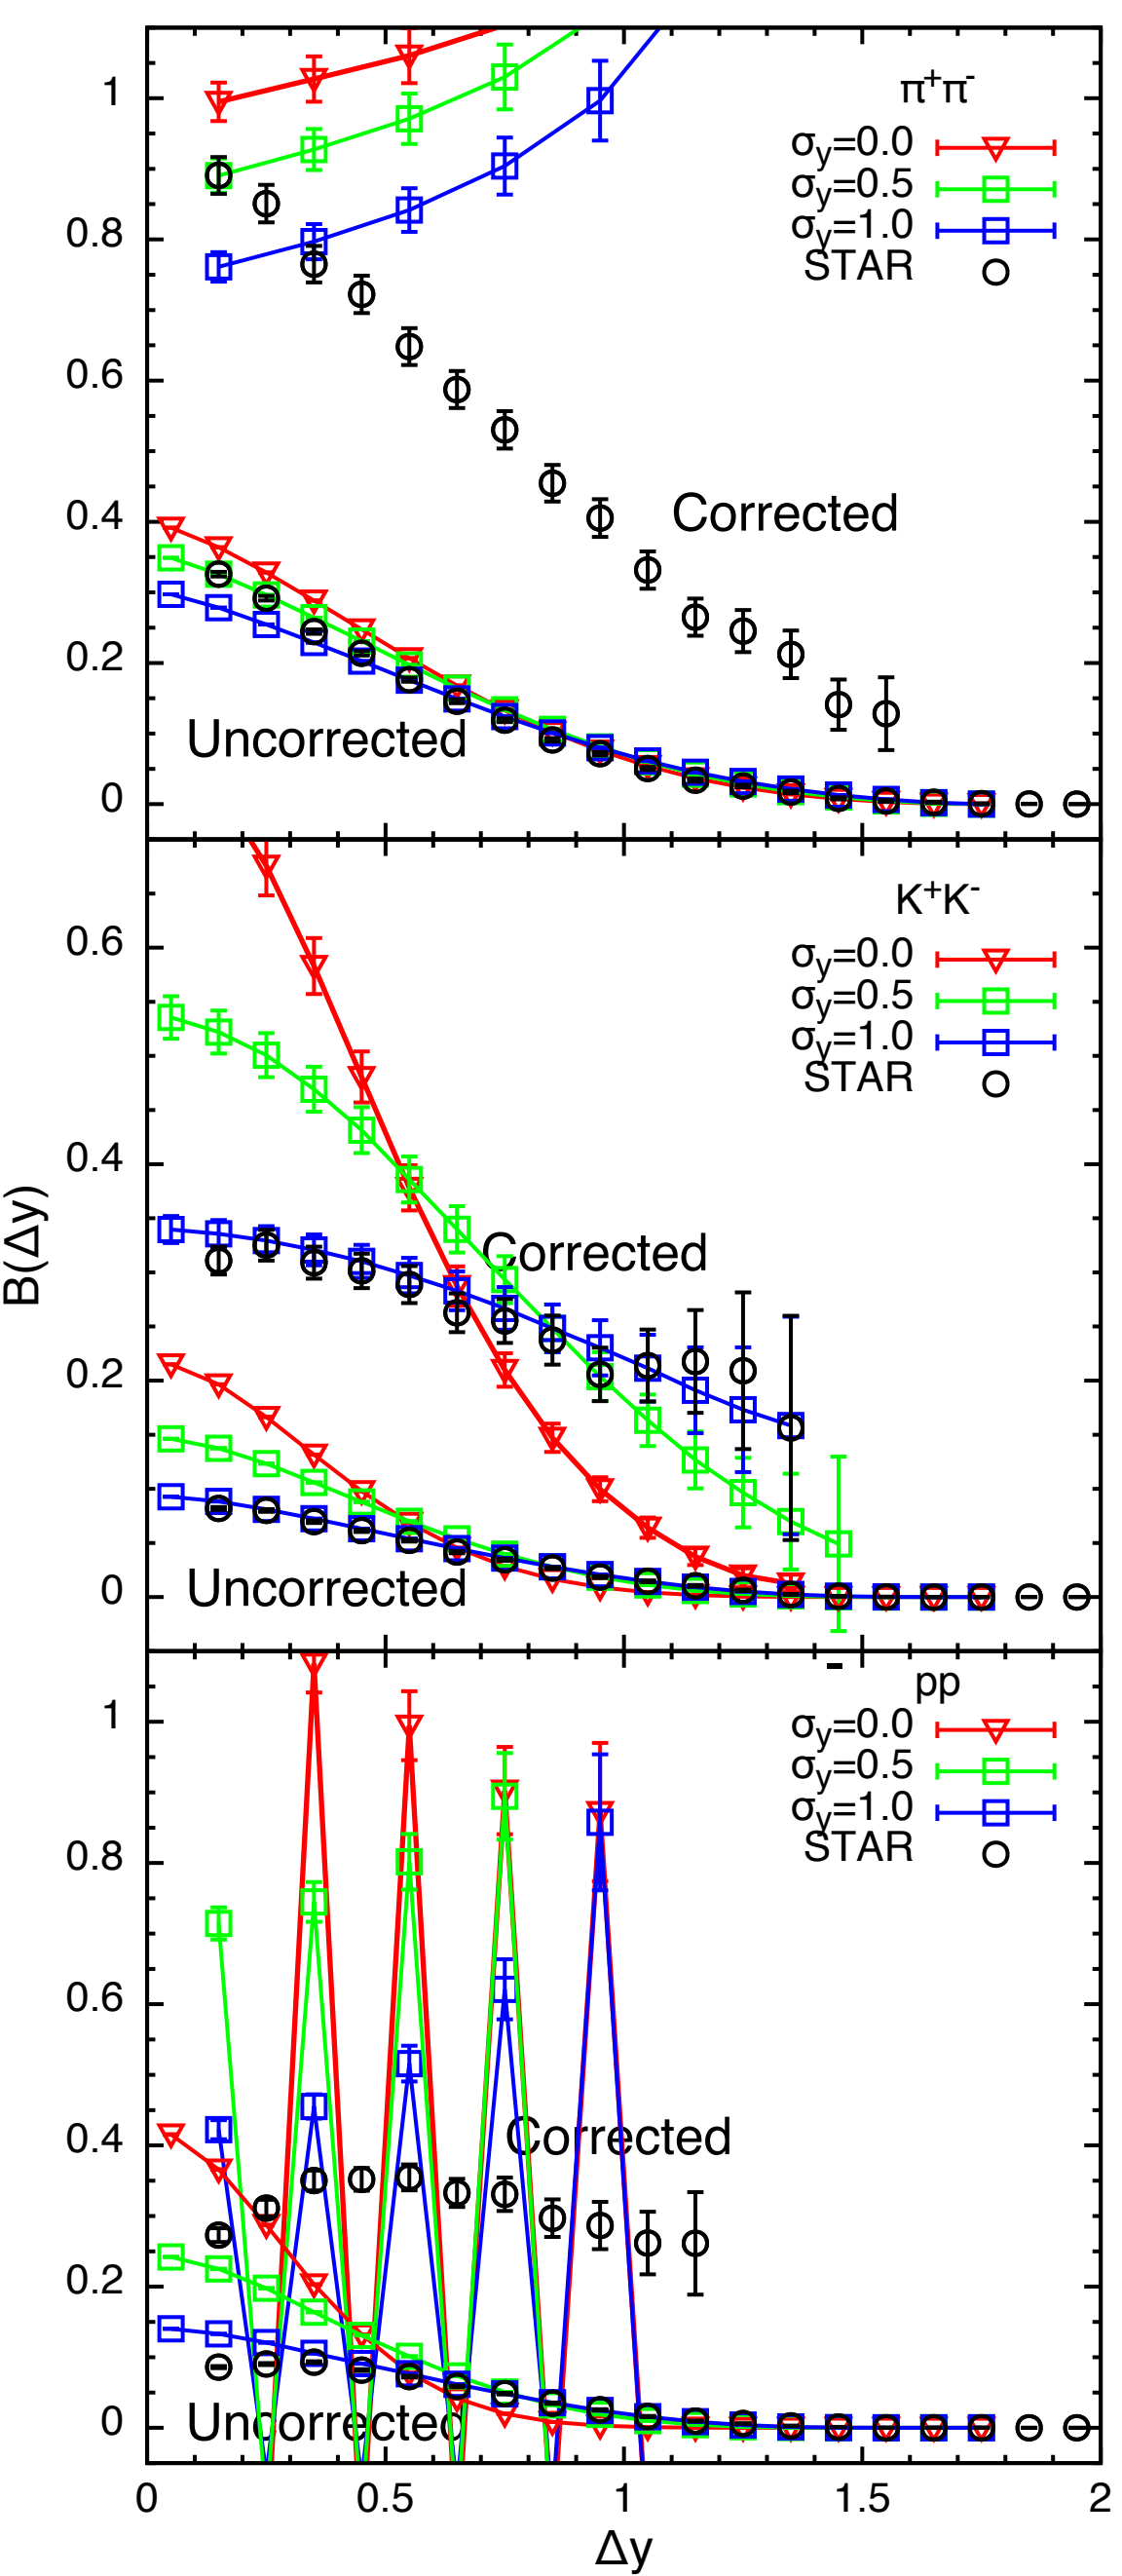 π⁺π⁻
σy=0.0
σy=0.5
σy=1.0
STAR
1
0.8
0.6
0.4
0.2
0
Corrected
Uncorrected
K⁺K⁻
σy=0.0
σy=0.5
σy=1.0
STAR
0.6
0.4
0.2
0
Corrected
Uncorrected
B(Δy)
p̄p
σy=0.0
σy=0.5
σy=1.0
STAR
1
0.8
0.6
0.4
0.2
0
Corrected
Uncorrected
0 0.5 1 1.5 2
Δy